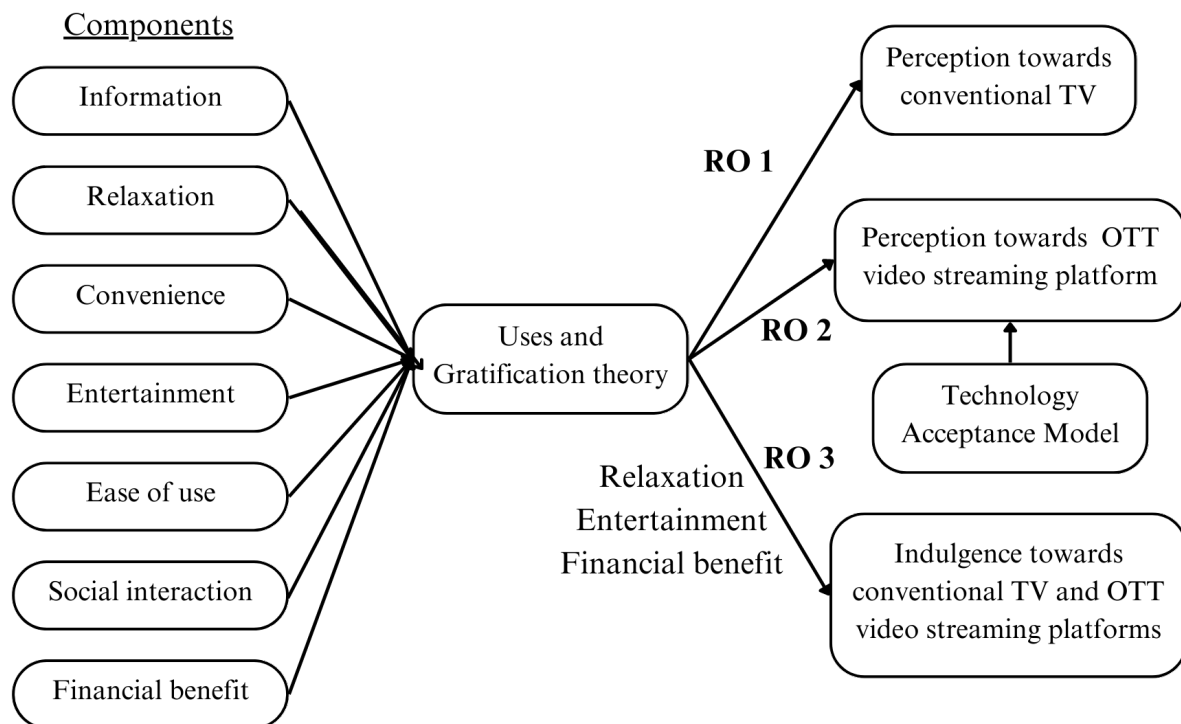 Components
Information
Relaxation
Convenience
Entertainment
Ease of use
Social interaction
Financial benefit
Uses and
Gratification theory
RO 1
RO 2
RO 3
Relaxation
Entertainment
Financial benefit
Perception towards
conventional TV
Perception towards OTT
video streaming platform
Technology
Acceptance Model
Indulgence towards
conventional TV and OTT
video streaming platforms